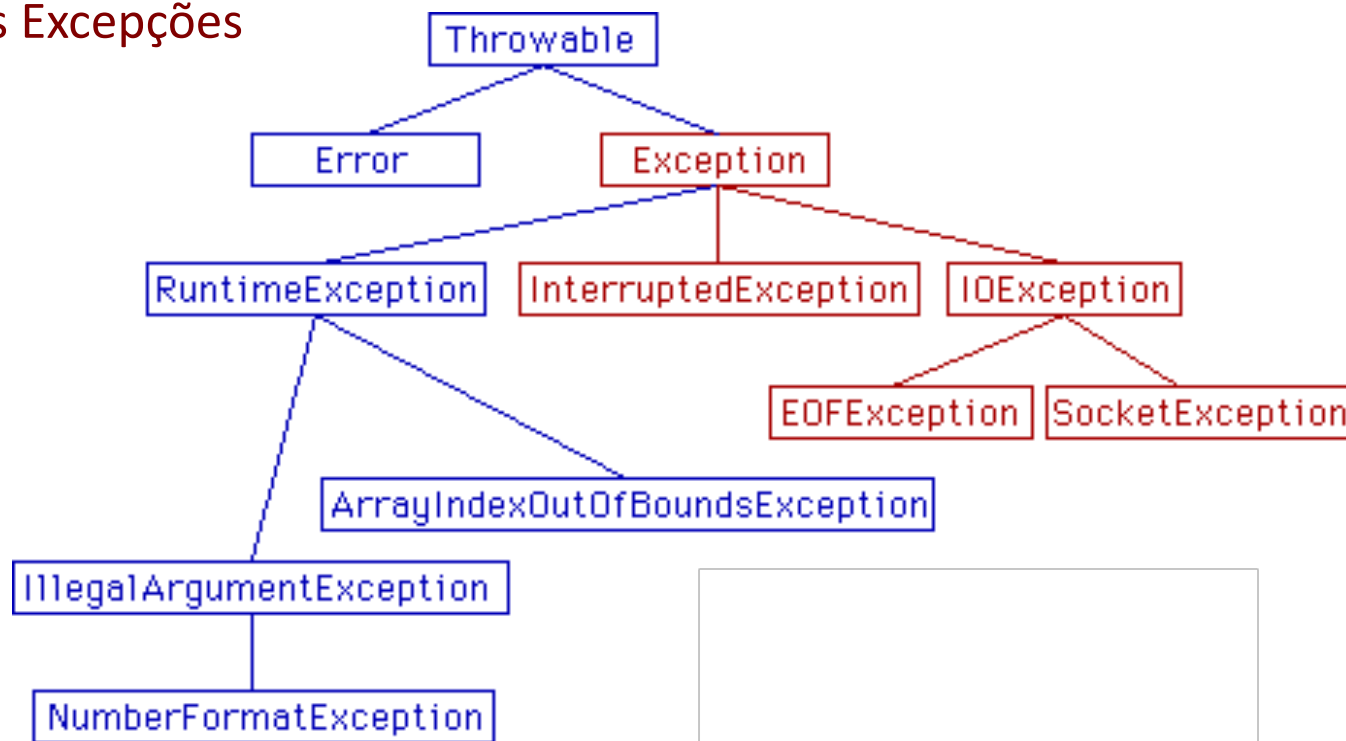 s Excepções
Throwable
Error
Exception
RuntimeException
InterruptedException
IOException
EOFException
SocketException
ArrayIndexOutOfBoundsException
IllegalArgumentException
NumberFormatException